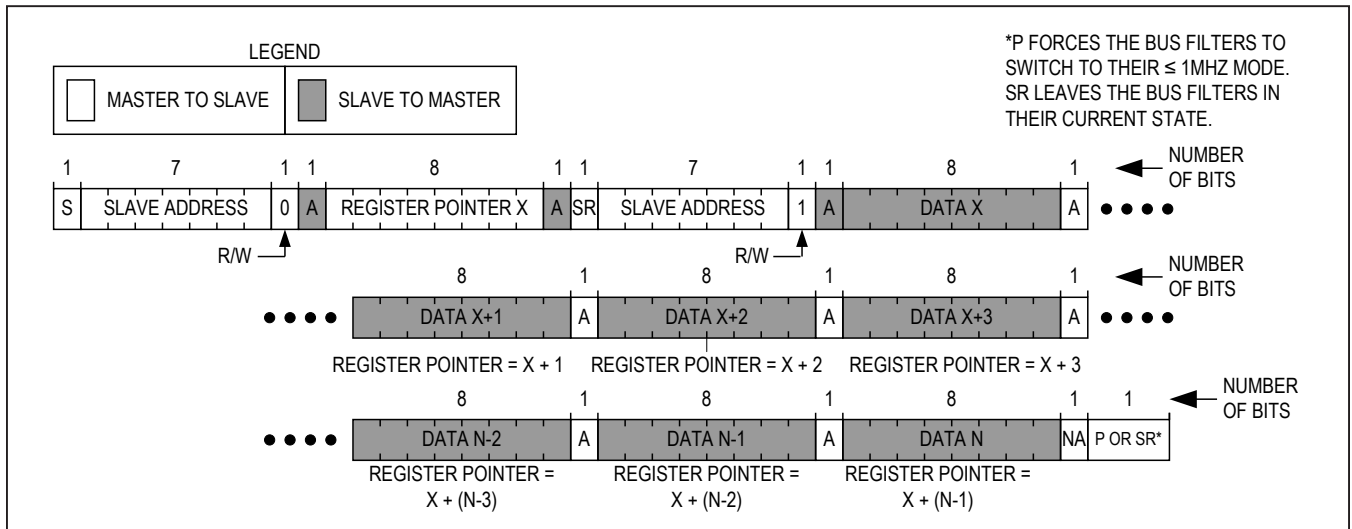 LEGEND
MASTER TO SLAVE SLAVE TO MASTER
*P FORCES THE BUS FILTERS TO
SWITCH TO THEIR ≤ 1MHZ MODE.
SR LEAVES THE BUS FILTERS IN
THEIR CURRENT STATE.
1 7 1 1 8 1 1 7 1 1 8 1 NUMBER
OF BITS
S SLAVE ADDRESS 0 A REGISTER POINTER X A SR SLAVE ADDRESS 1 A DATA X A
R/W R/W
8 1 8 1 8 1 NUMBER
OF BITS
DATA X+1 A DATA X+2 A DATA X+3 A
REGISTER POINTER = X + 1 REGISTER POINTER = X + 2 REGISTER POINTER = X + 3
8 1 8 1 8 1 1 NUMBER
OF BITS
DATA N-2 A DATA N-1 A DATA N NA P OR SR*
REGISTER POINTER = REGISTER POINTER = REGISTER POINTER =
X + (N-3) X + (N-2) X + (N-1)